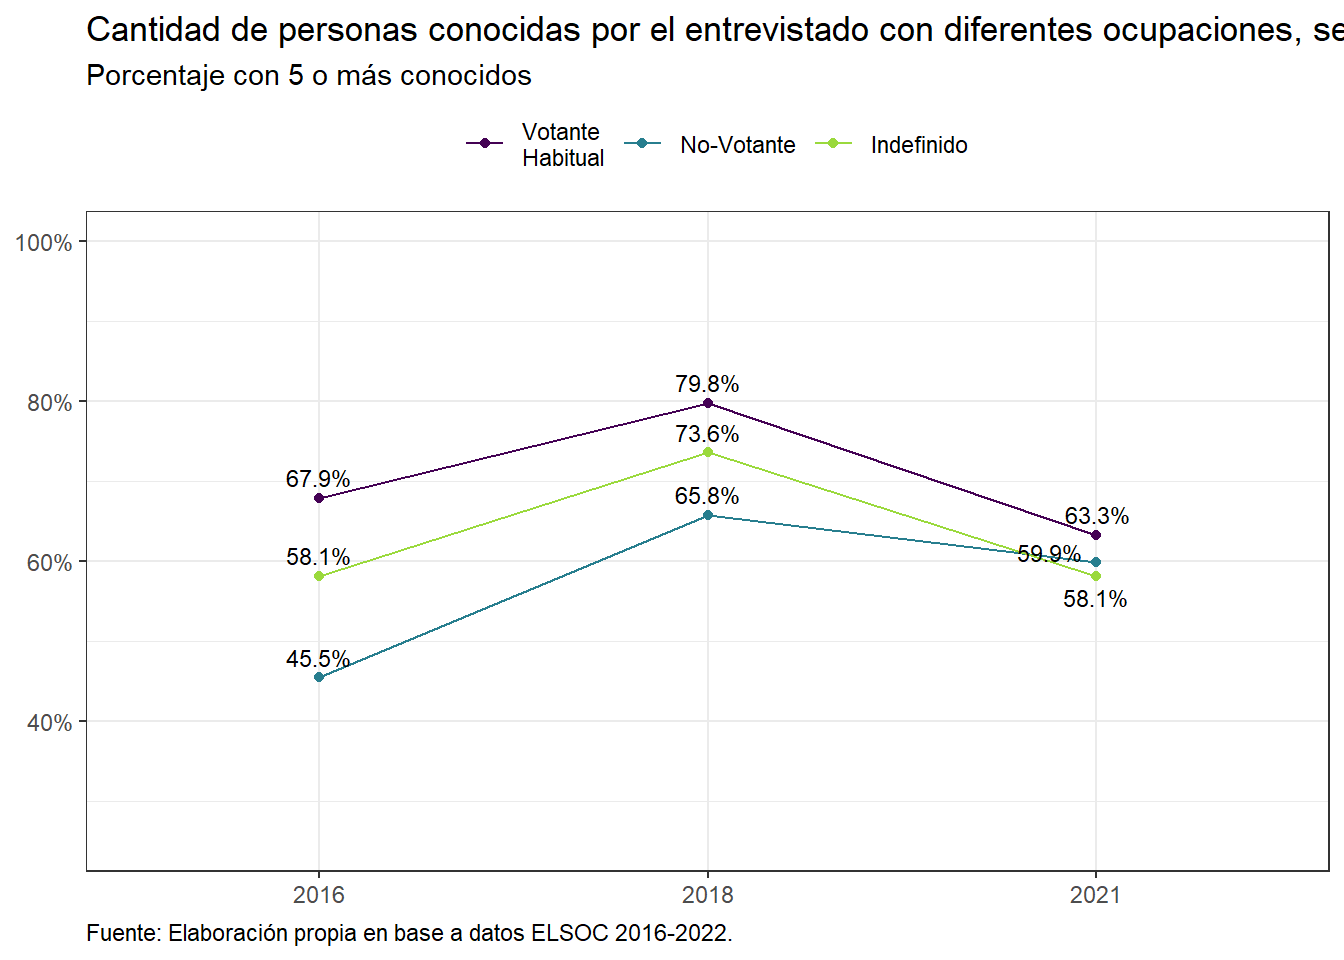 Cantidad de personas conocidas por el entrevistado con diferentes ocupaciones, se
Porcentaje con 5 o más conocidos
Votante
Habitual
No-Votante
Indefinido
100%
80%
60%
40%
79.8%
73.6%
67.9%
65.8%
63.3%
58.1%
59.9%
58.1%
45.5%
2016
2018
2021
Fuente: Elaboración propia en base a datos ELSOC 2016-2022.